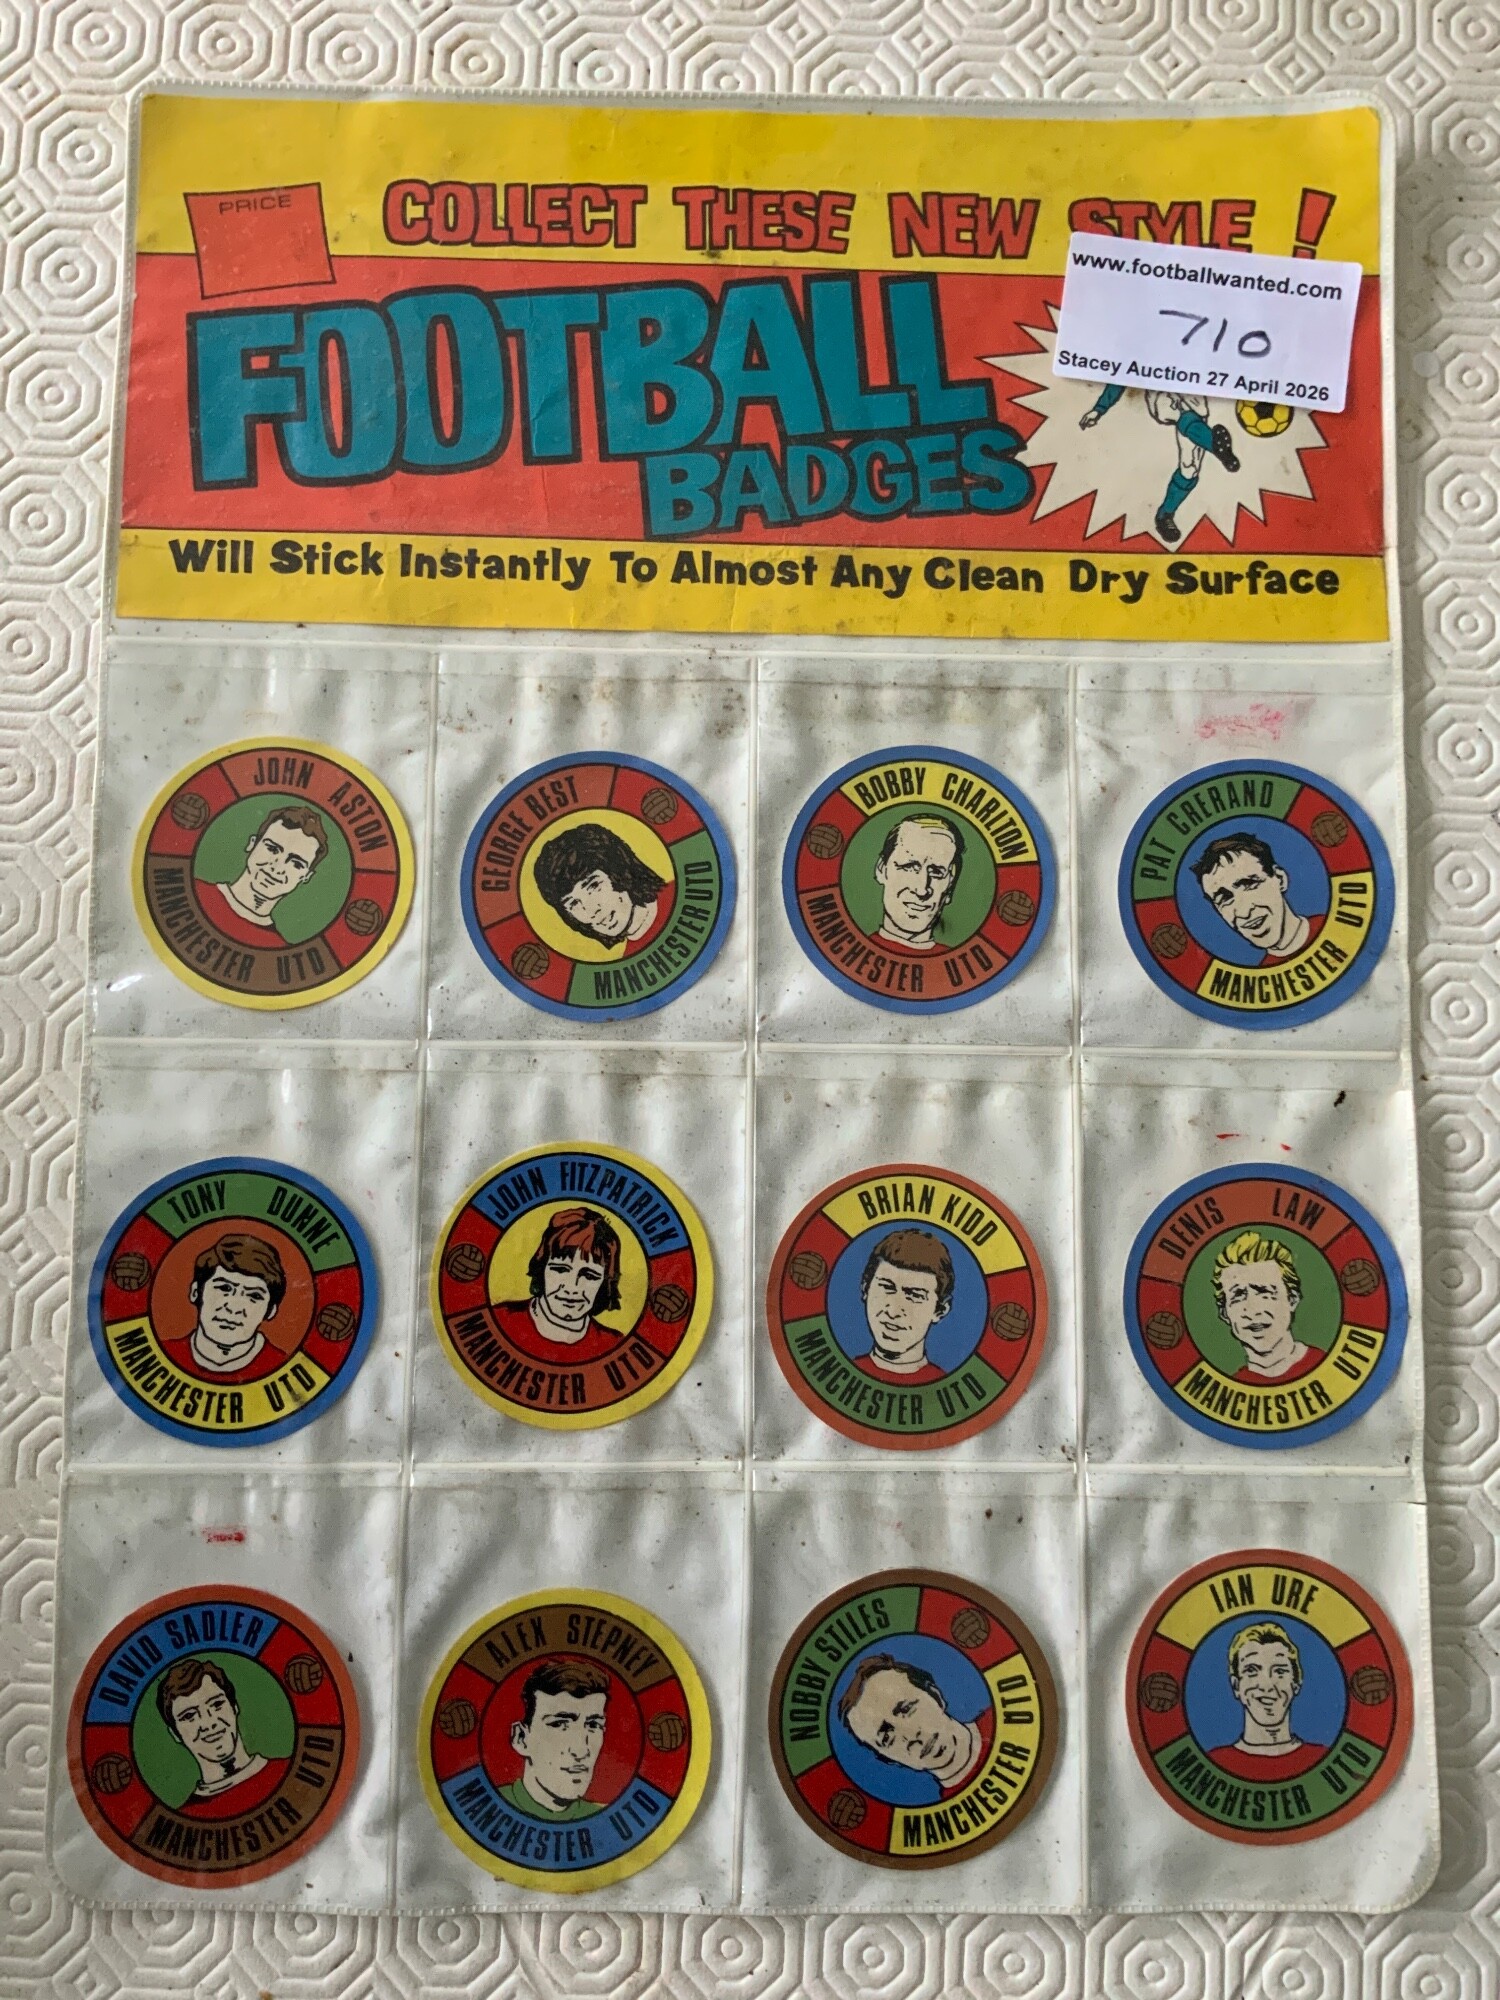 PRICE
COLLECT THESE NEW STYLE !
www.footballwanted.com
710
Stacey Auction 27 April 2026
FOOTBALL
BADGES
Will Stick Instantly To Almost Any Clean Dry Surface
JOHN ASTON
MANCHESTER UTD
GEORGE BEST
MANCHESTER UTD
BOBBY CHARLTON
MANCHESTER UTD
PAT CRERAND
MANCHESTER UTD
TONY DUNNE
MANCHESTER UTD
JOHN FITZPATRICK
MANCHESTER UTD
BRIAN KIDD
MANCHESTER UTD
DENIS LAW
MANCHESTER UTD
DAVID SADLER
MANCHESTER UTD
ALEX STEPNEY
MANCHESTER UTD
NOBBY STILES
MANCHESTER UTD
IAN URE
MANCHESTER UTD